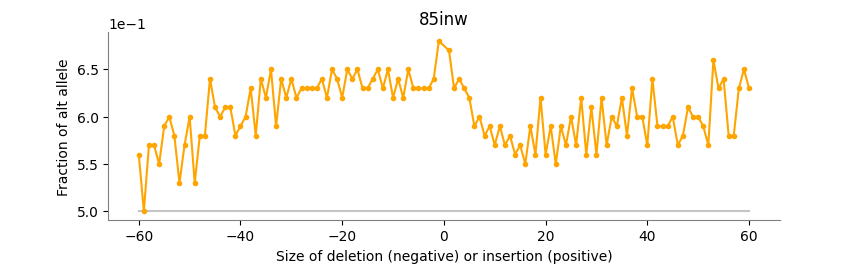 85inw
1e−1
Fraction of alt allele
6.5
6.0
5.5
5.0
−60 −40 −20 0 20 40 60
Size of deletion (negative) or insertion (positive)